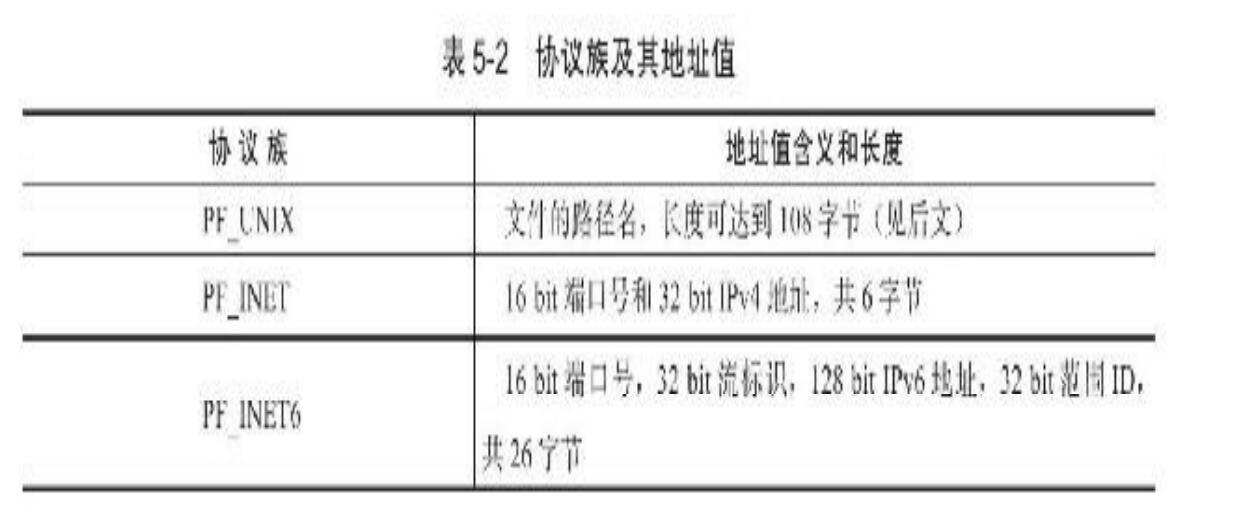 表 5-2 协议族及其地址值
协 议 族 地址值含义和长度
PF_UNIX 文件的路径名，长度可达到 108 字节（见后文）
PF_INET 16 bit 端口号和 32 bit IPv4 地址，共 6 字节
PF_INET6 16 bit 端口号，32 bit 流标识，128 bit IPv6 地址，32 bit 范围 ID，
共 26 字节